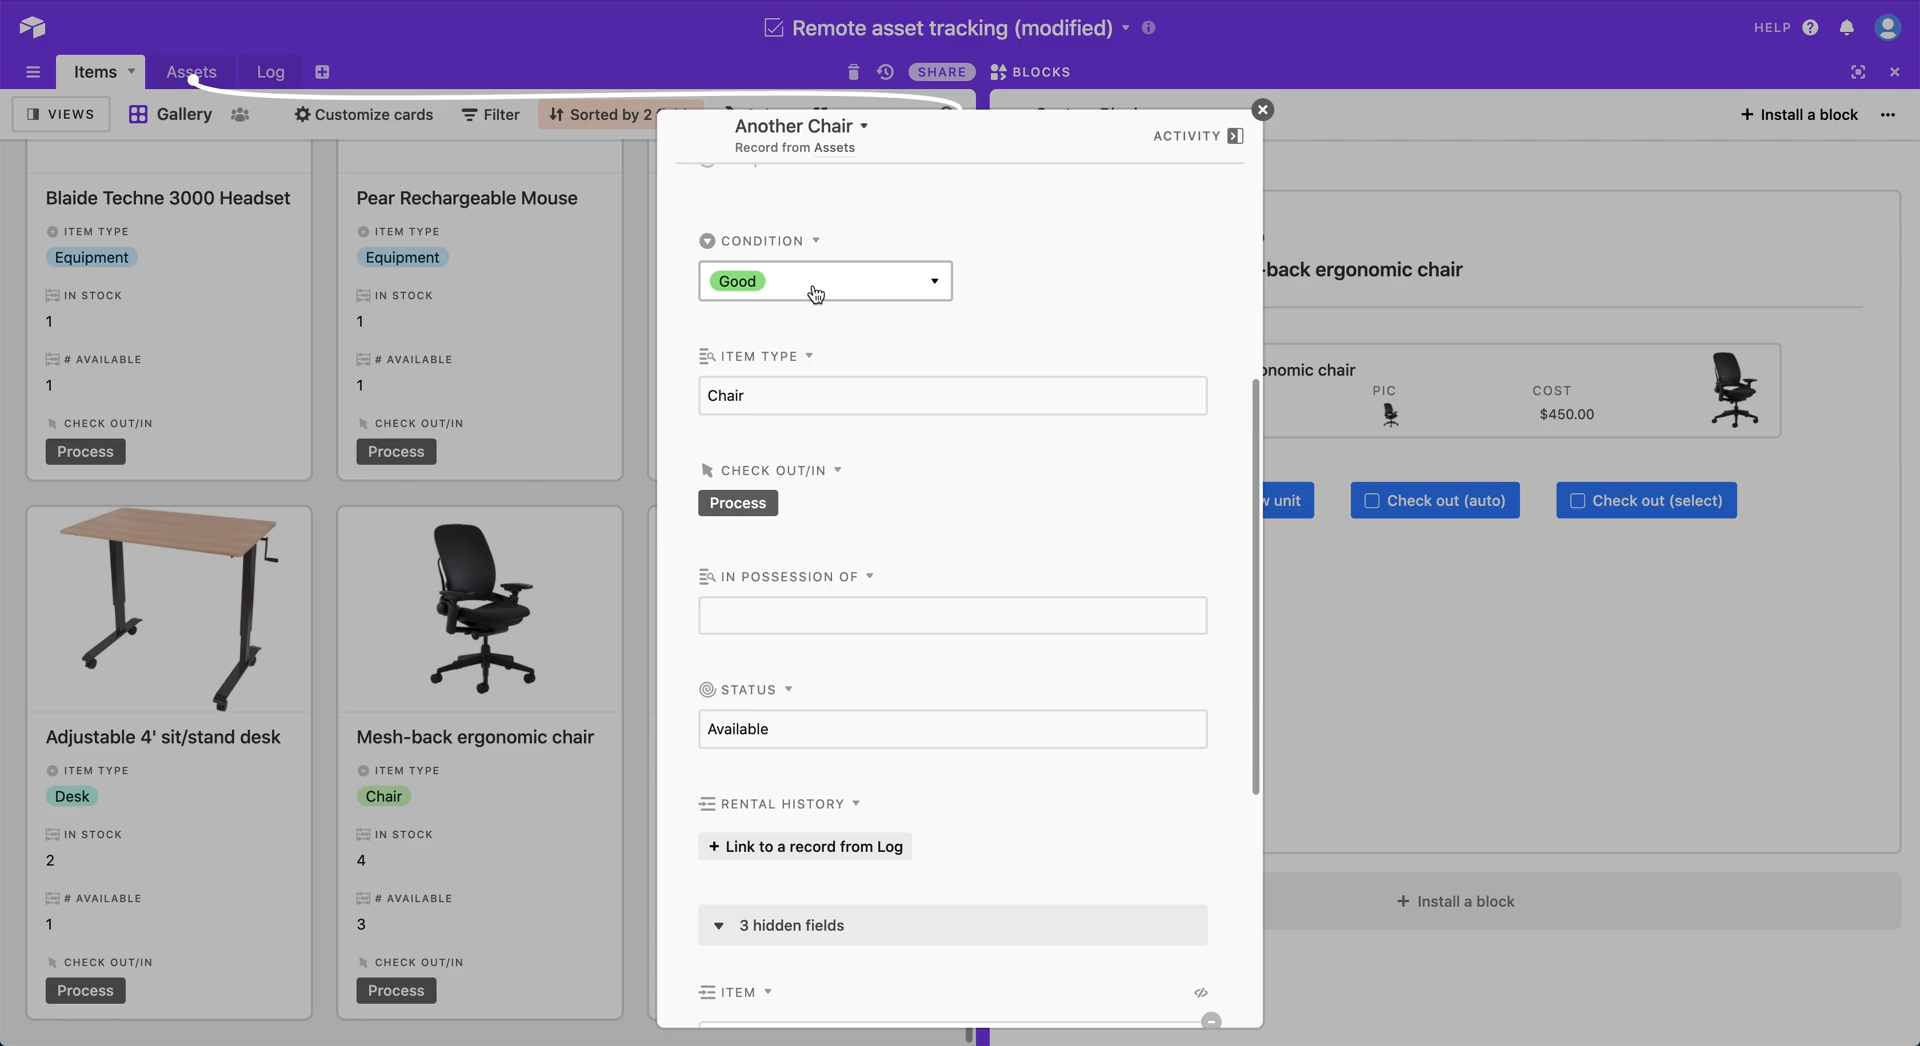 Remote asset tracking (modified)
HELP
Items
Assets
Log
SHARE
BLOCKS
VIEWS
Gallery
Customize cards
Filter
Sorted by 2
+ Install a block
Blaide Techne 3000 Headset
ITEM TYPE
Equipment
IN STOCK
1
# AVAILABLE
1
CHECK OUT/IN
Process
Pear Rechargeable Mouse
ITEM TYPE
Equipment
IN STOCK
1
# AVAILABLE
1
CHECK OUT/IN
Process
Adjustable 4' sit/stand desk
ITEM TYPE
Desk
IN STOCK
2
# AVAILABLE
1
CHECK OUT/IN
Process
Mesh-back ergonomic chair
ITEM TYPE
Chair
IN STOCK
4
# AVAILABLE
3
CHECK OUT/IN
Process
Another Chair
Record from Assets
ACTIVITY
CONDITION
Good
ITEM TYPE
Chair
CHECK OUT/IN
Process
IN POSSESSION OF
STATUS
Available
RENTAL HISTORY
+ Link to a record from Log
3 hidden fields
ITEM
-back ergonomic chair
onomic chair
PIC
COST
$450.00
w unit
Check out (auto)
Check out (select)
+ Install a block